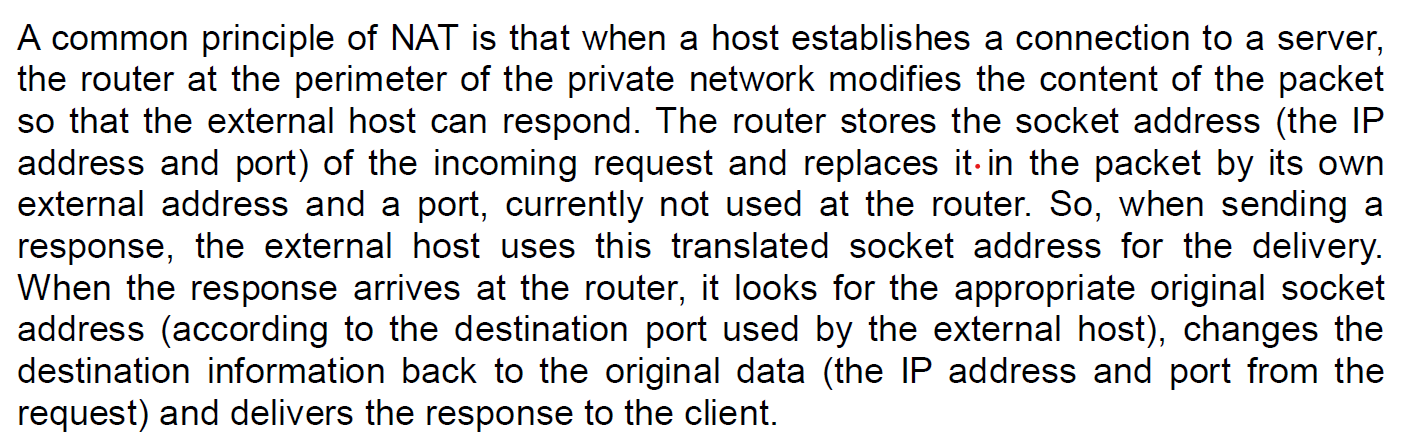 A common principle of NAT is that when a host establishes a connection to a server,
the router at the perimeter of the private network modifies the content of the packet
so that the external host can respond. The router stores the socket address (the IP
address and port) of the incoming request and replaces it in the packet by its own
external address and a port, currently not used at the router. So, when sending a
response, the external host uses this translated socket address for the delivery.
When the response arrives at the router, it looks for the appropriate original socket
address (according to the destination port used by the external host), changes the
destination information back to the original data (the IP address and port from the
request) and delivers the response to the client.